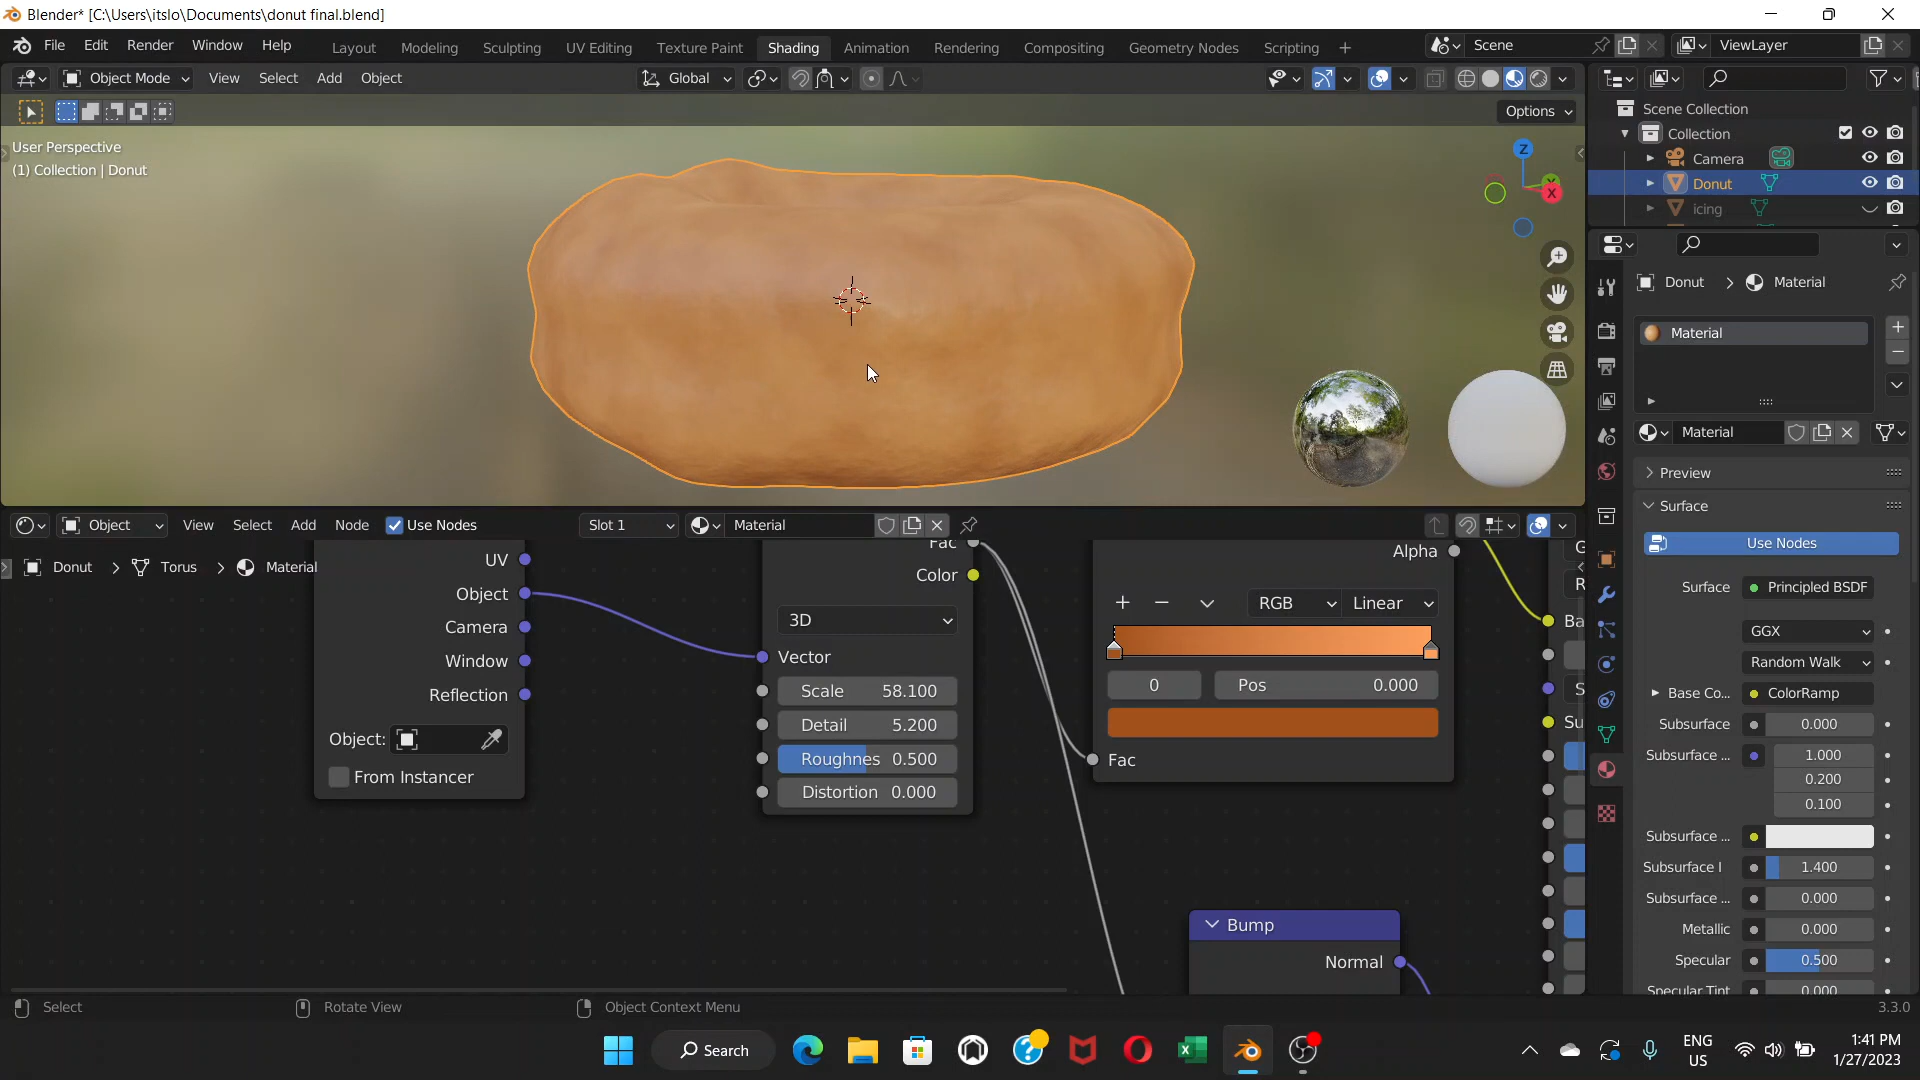 Blender* [C:\Users\itslo\Documents\donut final.blend]
File Edit Render Window Help Layout Modeling Sculpting UV Editing Texture Paint Shading Animation Rendering Compositing Geometry Nodes Scripting + Scene ViewLayer
Object Mode View Select Add Object Global
Options
User Perspective
(1) Collection | Donut
Z
X
Scene Collection
Collection
Camera
Donut
icing
Donut > Material
Material
Material
Preview
Surface
Use Nodes
Surface Principled BSDF
GGX
Random Walk
Base Co... ColorRamp
Subsurface 0.000
Subsurface ... 1.000
0.200
0.100
Subsurface ...
Subsurface I 1.400
Subsurface ... 0.000
Metallic 0.000
Specular 0.500
Specular Tint 0.000
Object View Select Add Node Use Nodes Slot 1 Material
Donut > Torus > Material
UV
Object
Camera
Window
Reflection
Object:
From Instancer
Fac
Color
3D
Vector
Scale 58.100
Detail 5.200
Roughnes 0.500
Distortion 0.000
Alpha
RGB Linear
0 Pos 0.000
Fac
Bump
Normal
G
R
Ba
S
Su
Select Rotate View Object Context Menu 3.3.0
Search
ENG
US
1:41 PM
1/27/2023